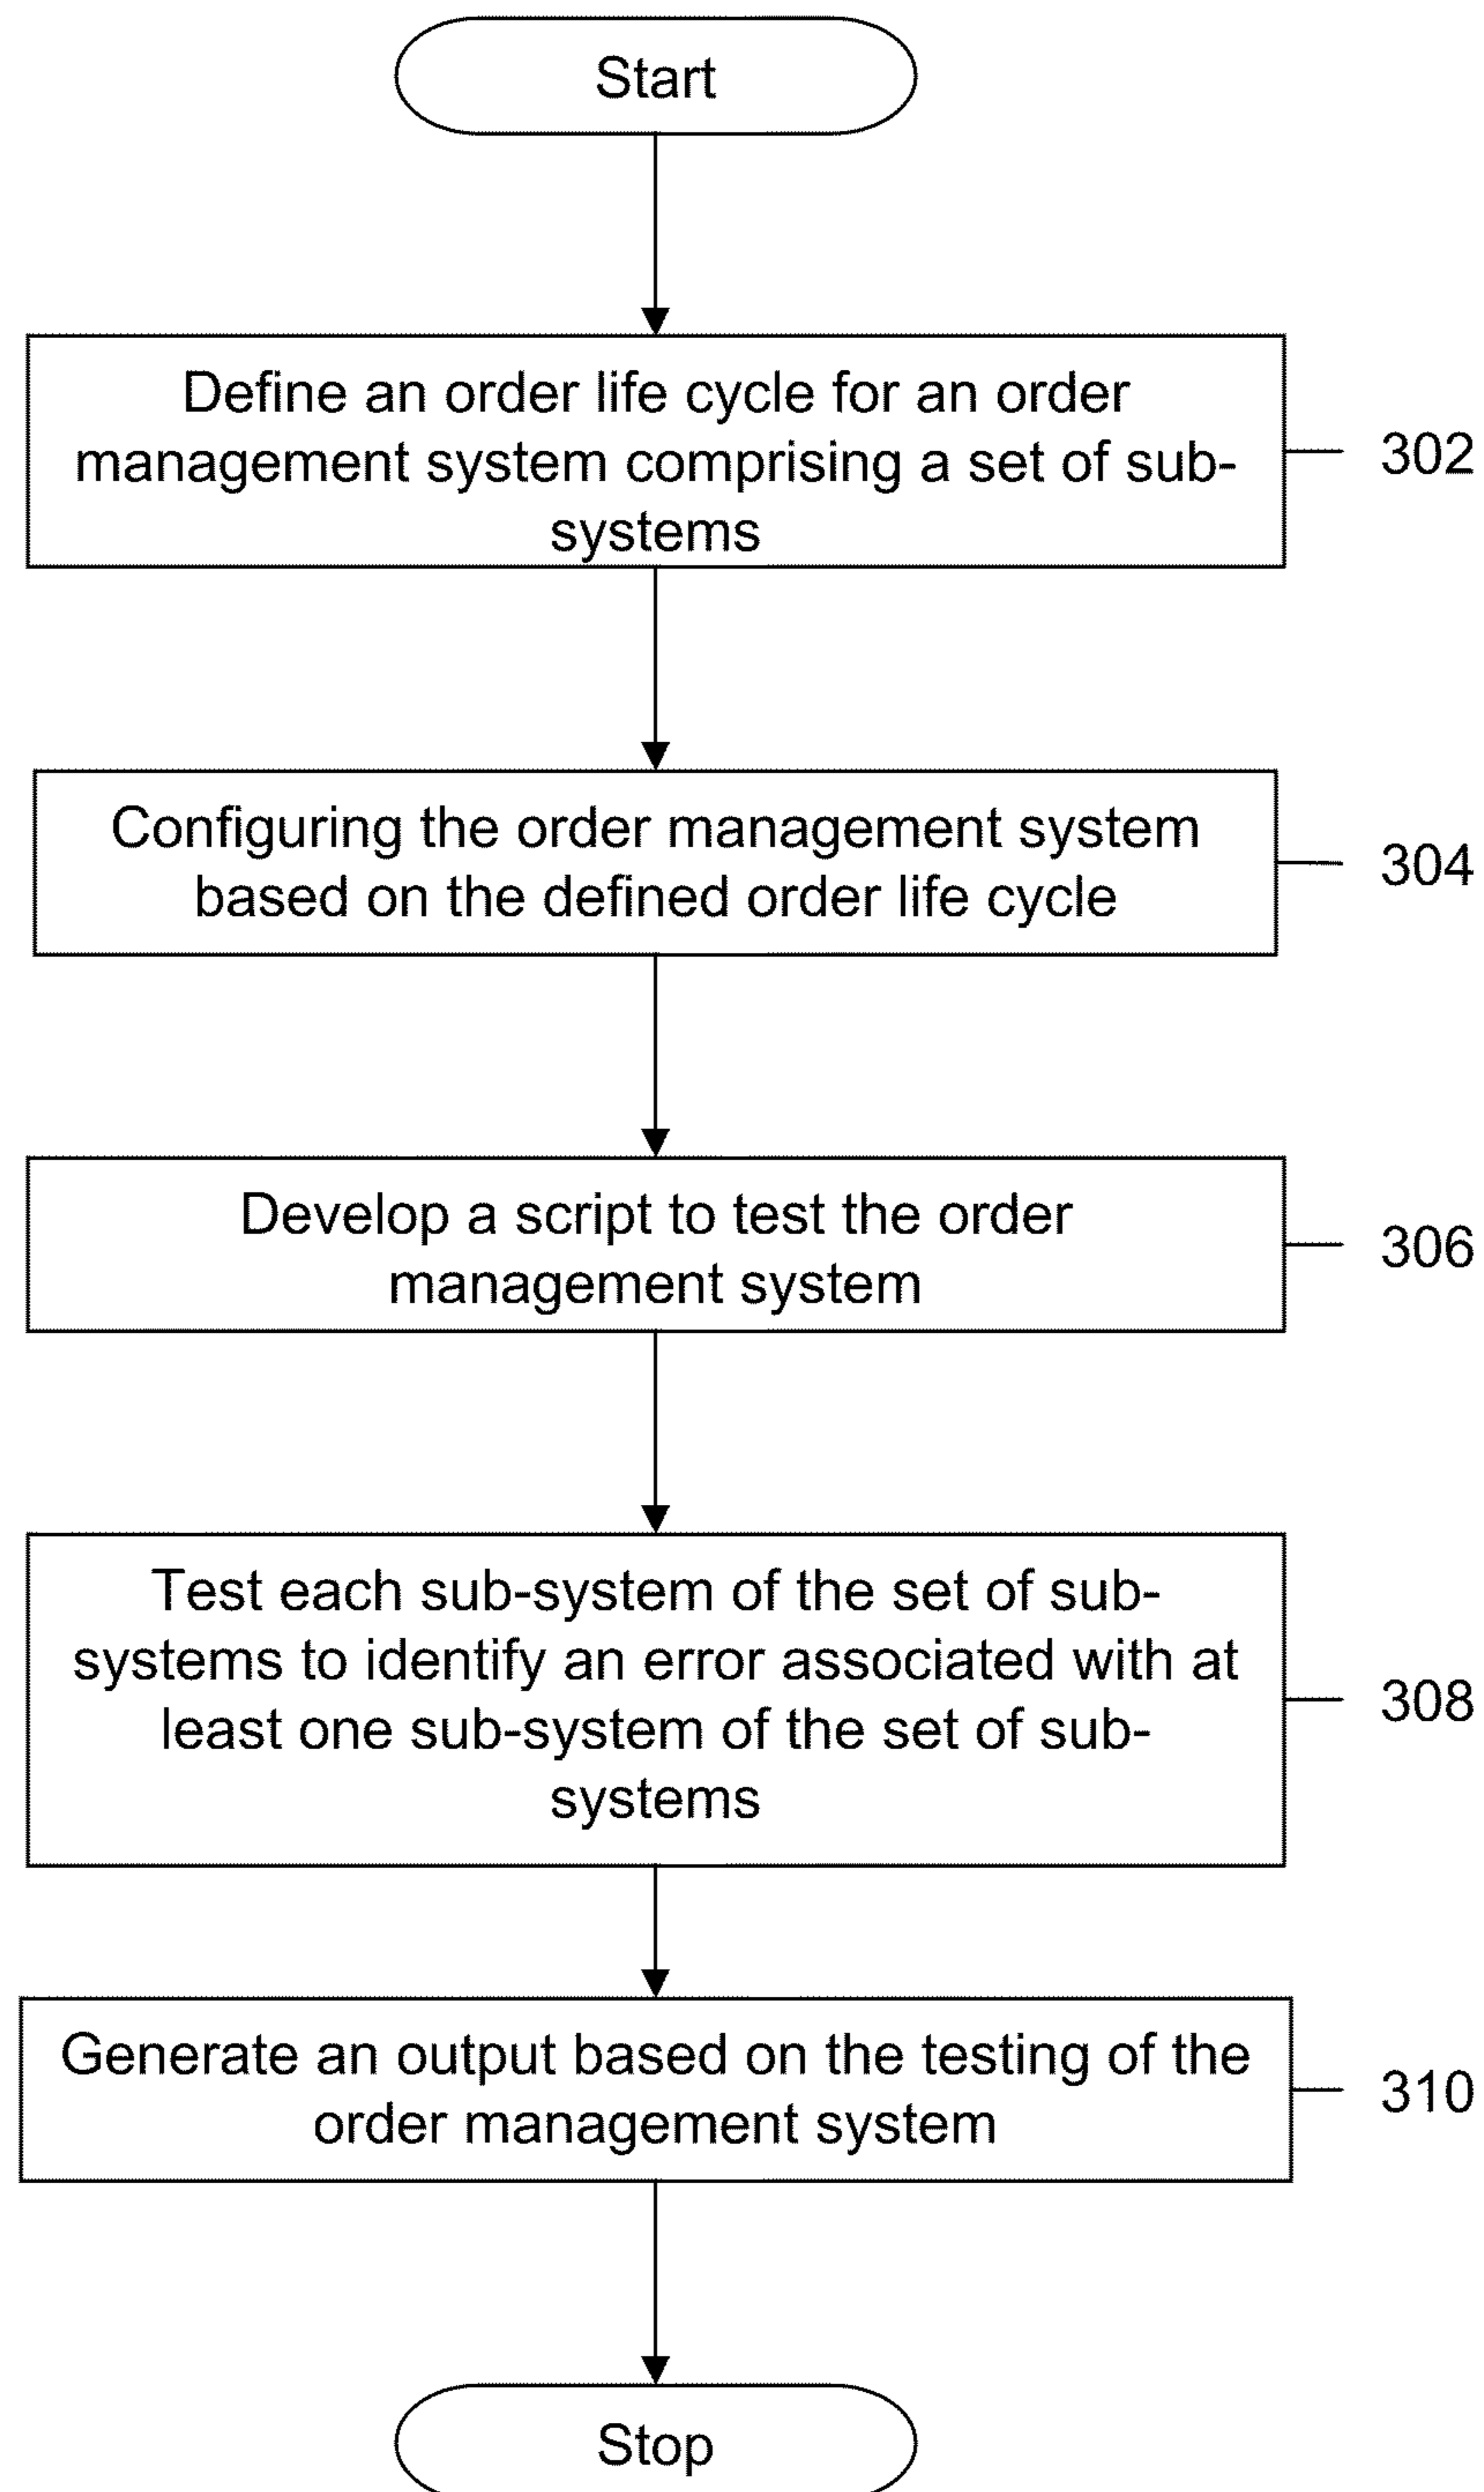 Start
Define an order life cycle for an order
management system comprising a set of sub-
systems
302
Configuring the order management system
based on the defined order life cycle
304
Develop a script to test the order
management system
306
Test each sub-system of the set of sub-
systems to identify an error associated with at
least one sub-system of the set of sub-
systems
308
Generate an output based on the testing of the
order management system
310
Stop